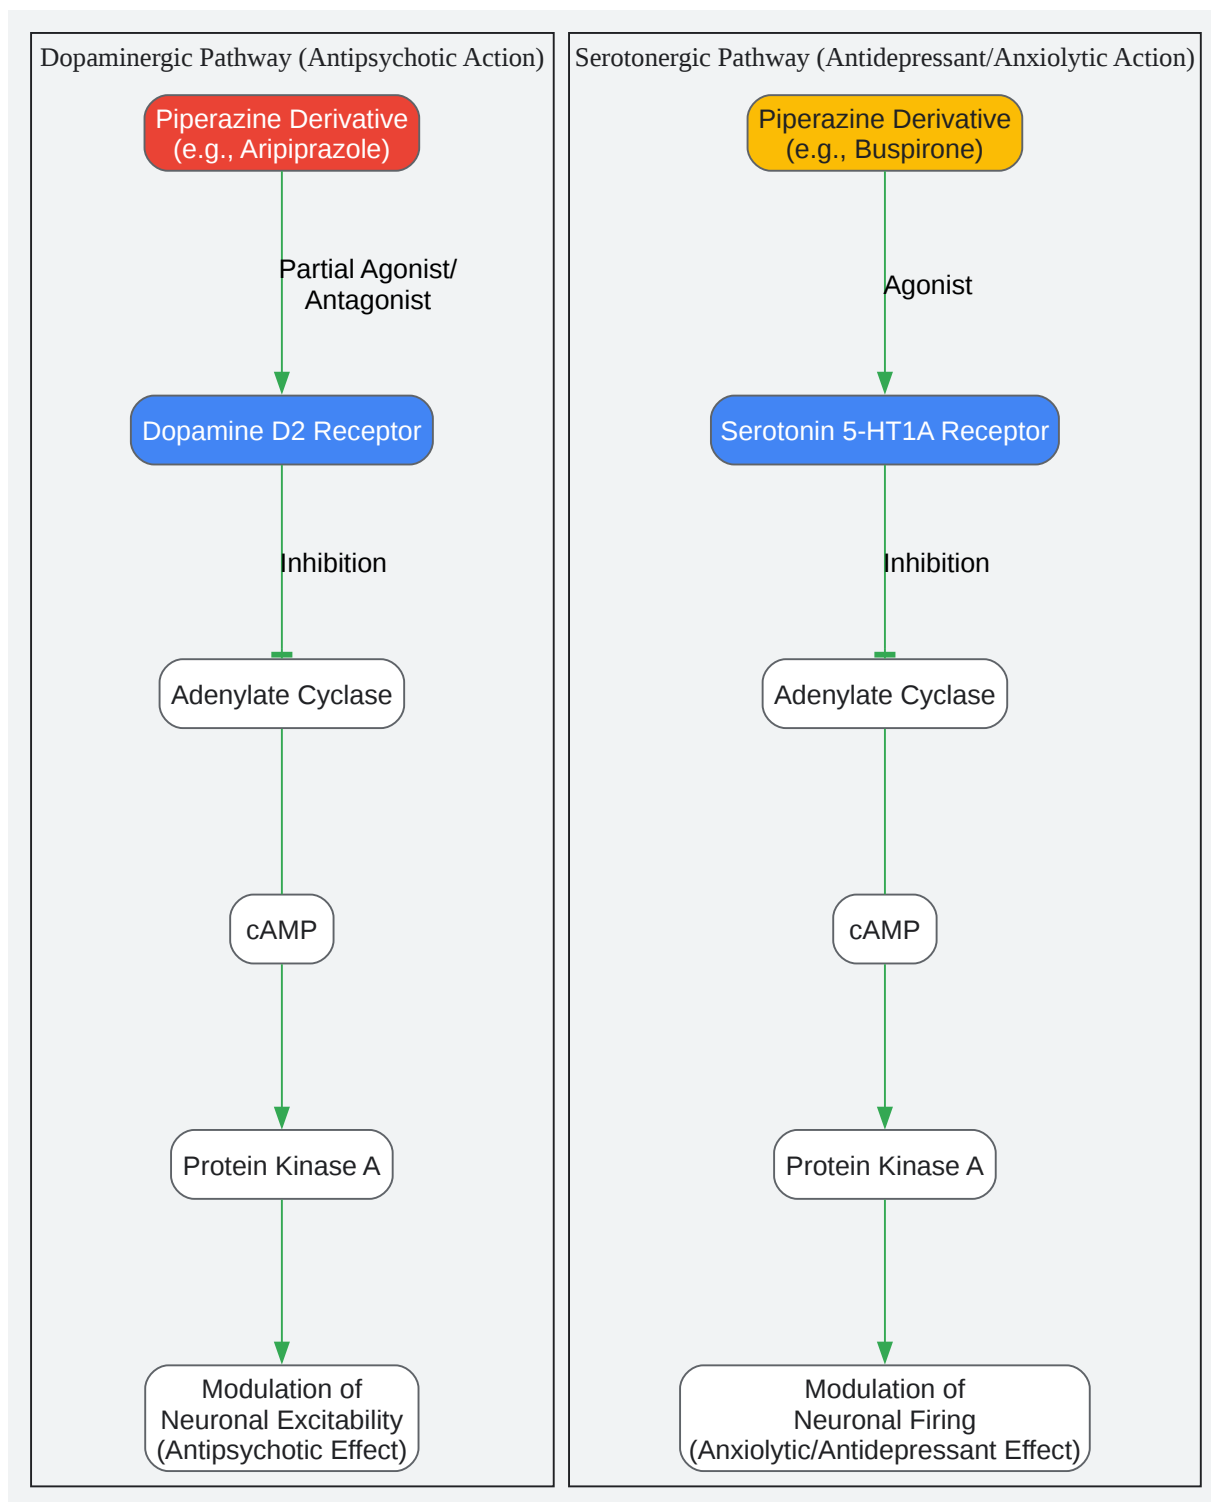 Dopaminergic Pathway (Antipsychotic Action)
Piperazine Derivative
(e.g., Aripiprazole)
Partial Agonist/
Antagonist
Dopamine D2 Receptor
Inhibition
Adenylate Cyclase
cAMP
Protein Kinase A
Modulation of
Neuronal Excitability
(Antipsychotic Effect)
Serotonergic Pathway (Antidepressant/Anxiolytic Action)
Piperazine Derivative
(e.g., Buspirone)
Agonist
Serotonin 5-HT1A Receptor
Inhibition
Adenylate Cyclase
cAMP
Protein Kinase A
Modulation of
Neuronal Firing
(Anxiolytic/Antidepressant Effect)